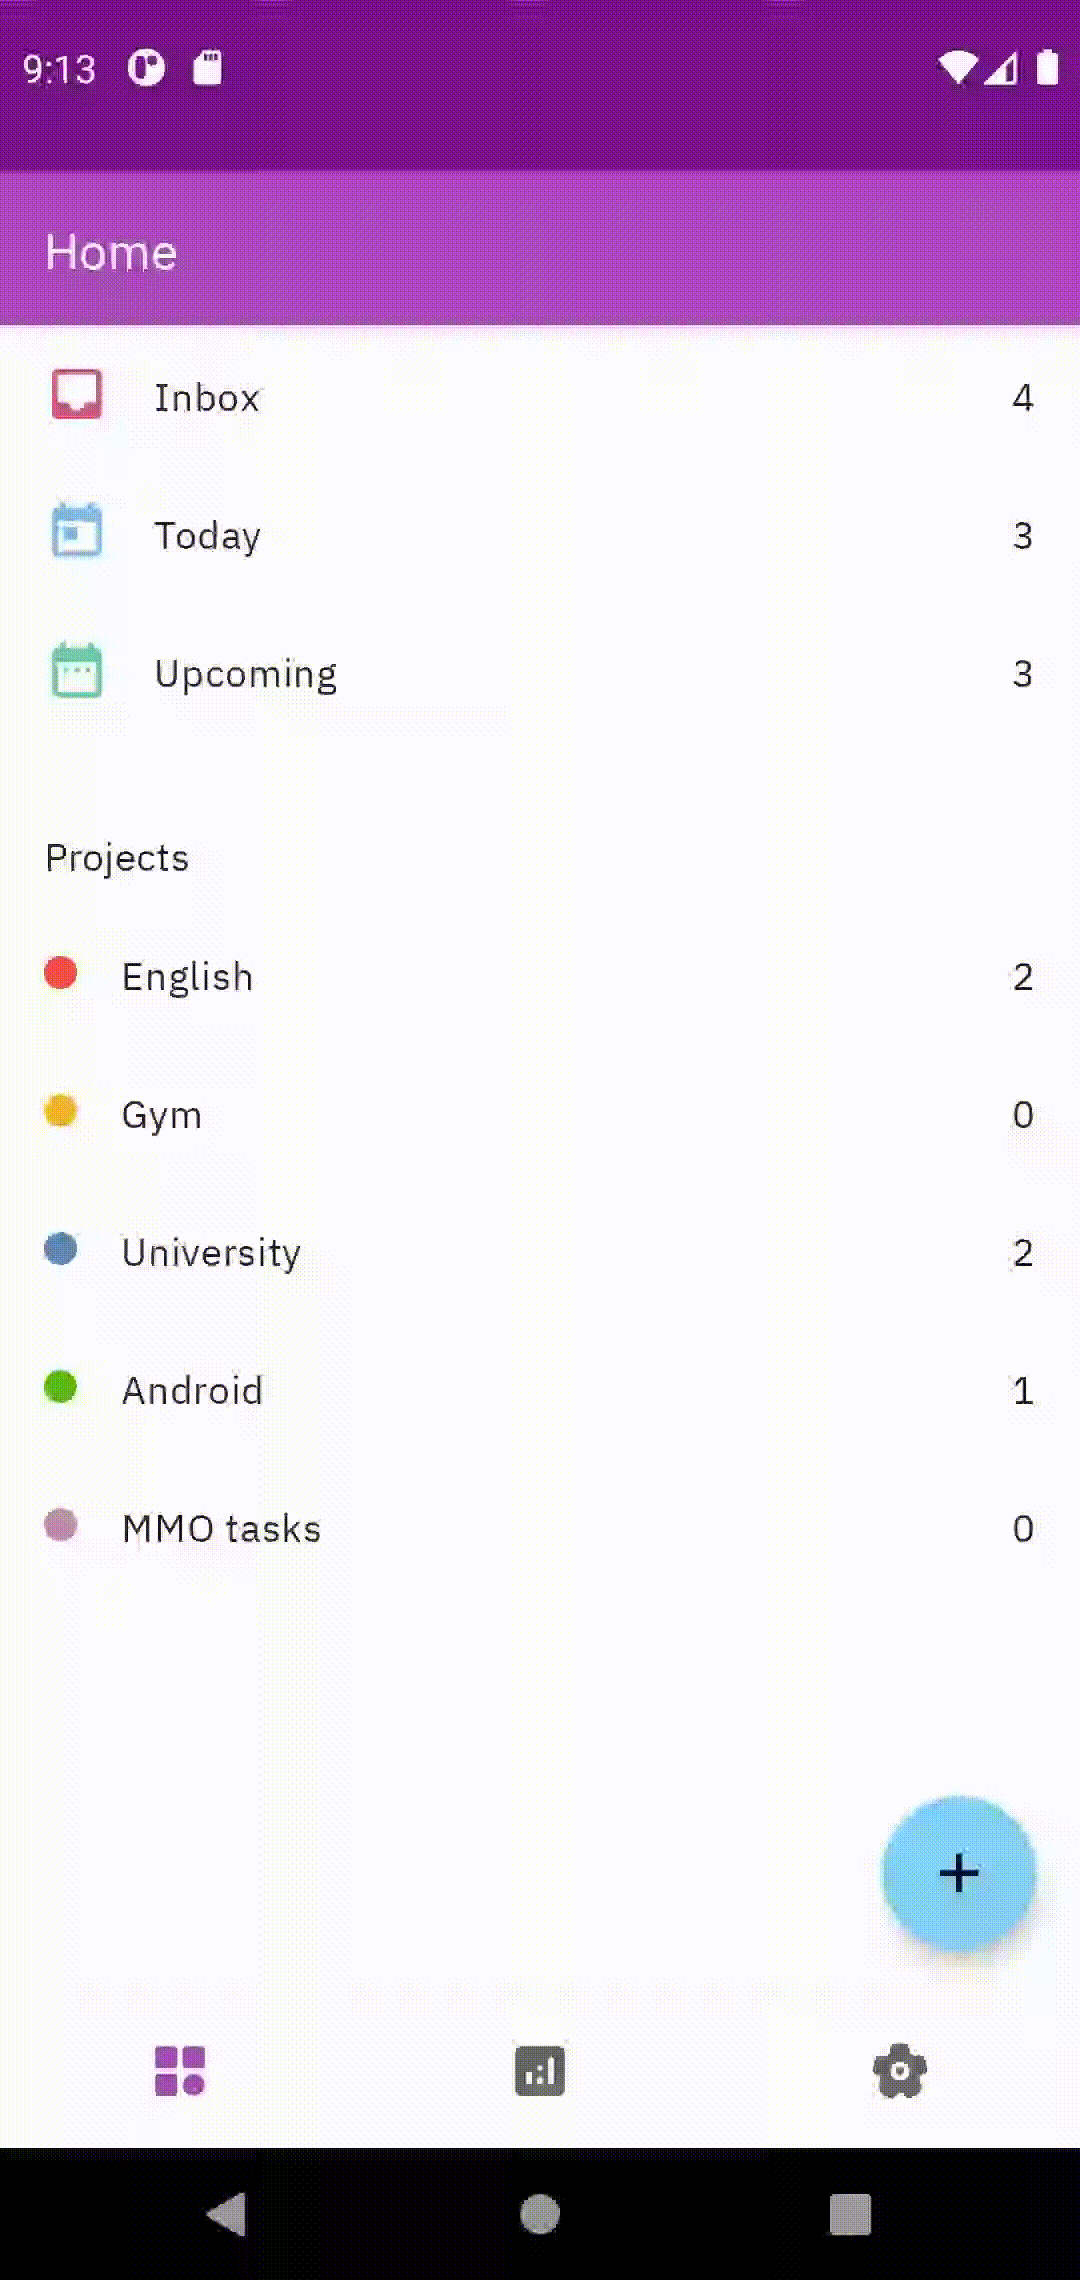 9:13
Home
Inbox 4
Today 3
Upcoming 3
Projects
English 2
Gym 0
University 2
Android 1
MMO tasks 0
+